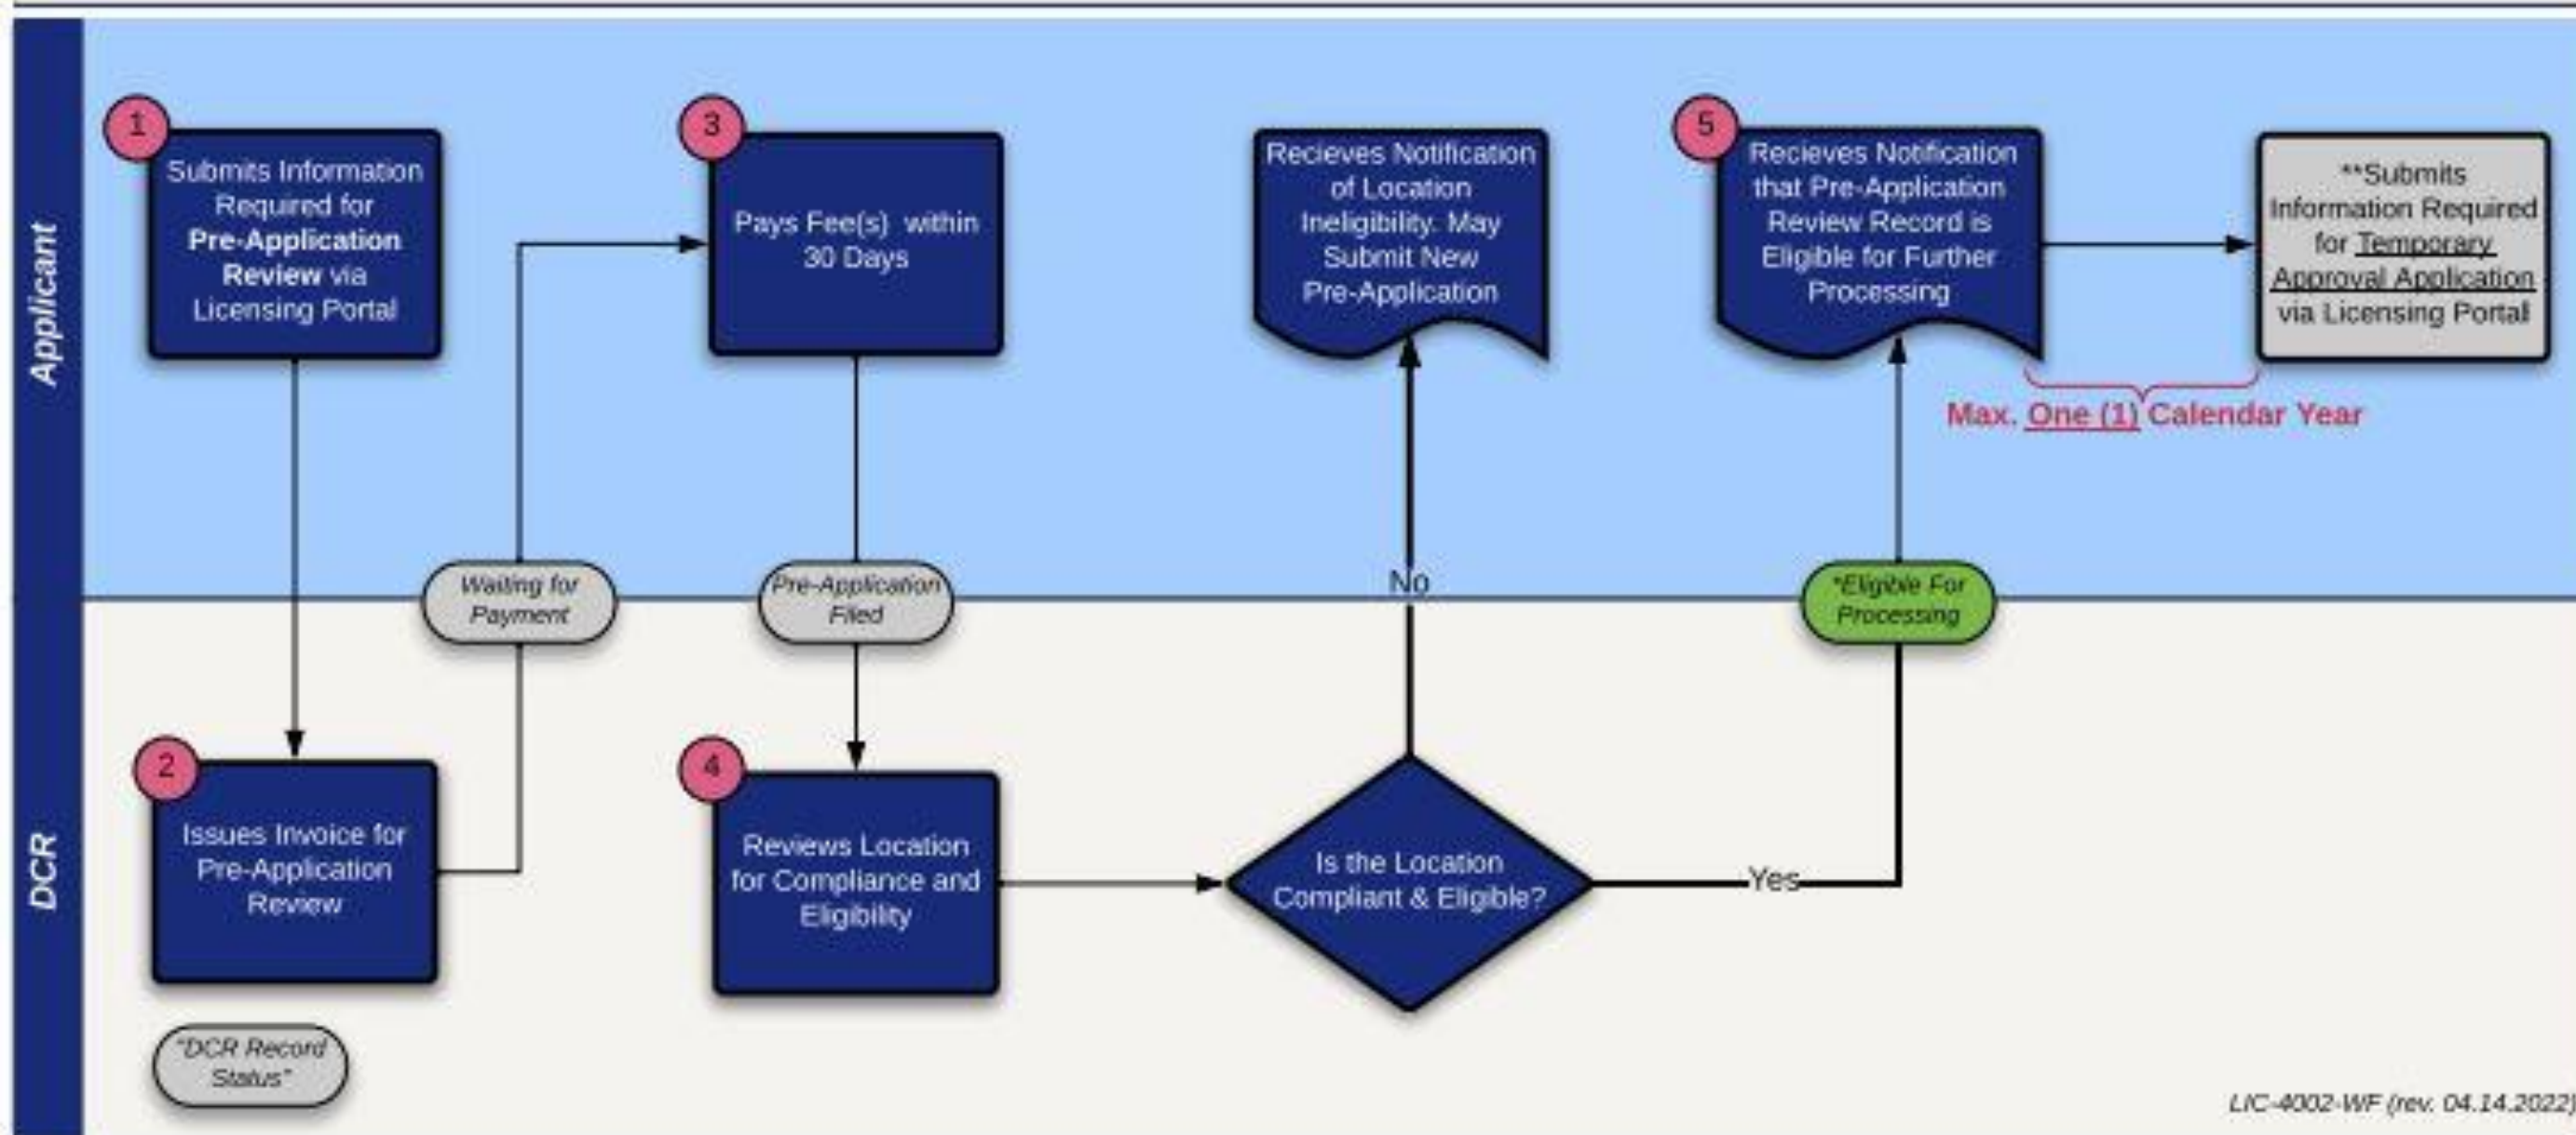 Applicant
1
Submits Information
Required for
Pre-Application
Review via
Licensing Portal
3
Pays Fee(s) within
30 Days
Recieves Notification
of Location
Ineligibility. May
Submit New
Pre-Application
5
Recieves Notification
that Pre-Application
Review Record is
Eligible for Further
Processing
**Submits
Information Required
for Temporary
Approval Application
via Licensing Portal
Max. One (1) Calendar Year
Waiting for
Payment
Pre-Application
Filed
No
*Eligible For
Processing
DCR
2
Issues Invoice for
Pre-Application
Review
4
Reviews Location
for Compliance and
Eligibility
Is the Location
Compliant & Eligible?
Yes
"DCR Record
Status"
LIC-4002-WF (rev. 04.14.2022)